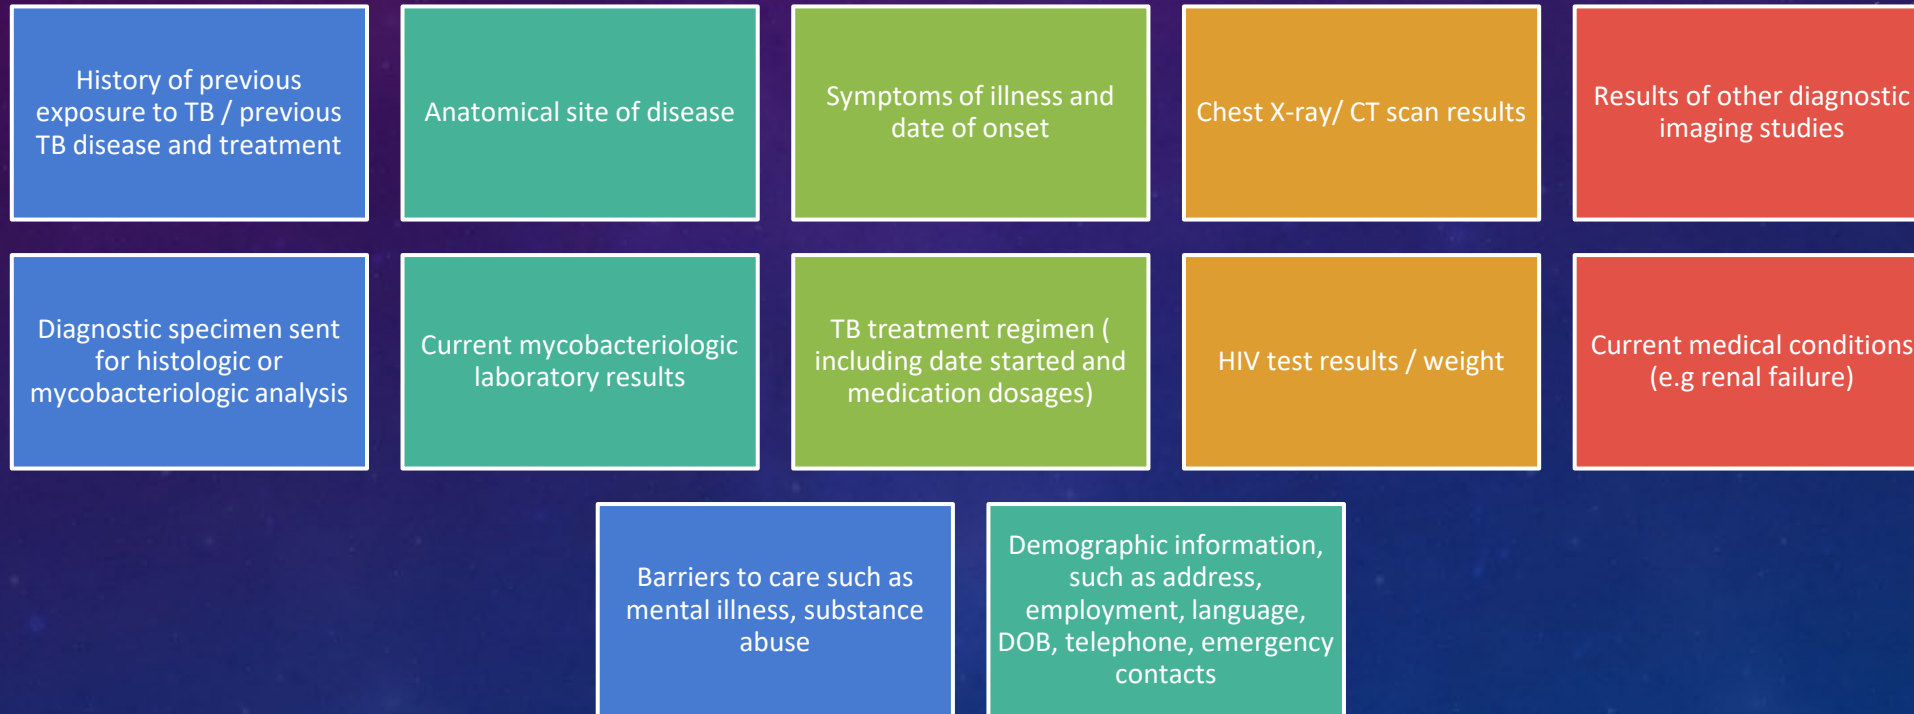 History of previous
exposure to TB / previous
TB disease and treatment
Anatomical site of disease
Symptoms of illness and
date of onset
Chest X-ray/ CT scan results
Results of other diagnostic
imaging studies
Diagnostic specimen sent
for histologic or
mycobacteriologic analysis
Current mycobacteriologic
laboratory results
TB treatment regimen (
including date started and
medication dosages)
HIV test results / weight
Current medical conditions
(e.g renal failure)
Barriers to care such as
mental illness, substance
abuse
Demographic information,
such as address,
employment, language,
DOB, telephone, emergency
contacts